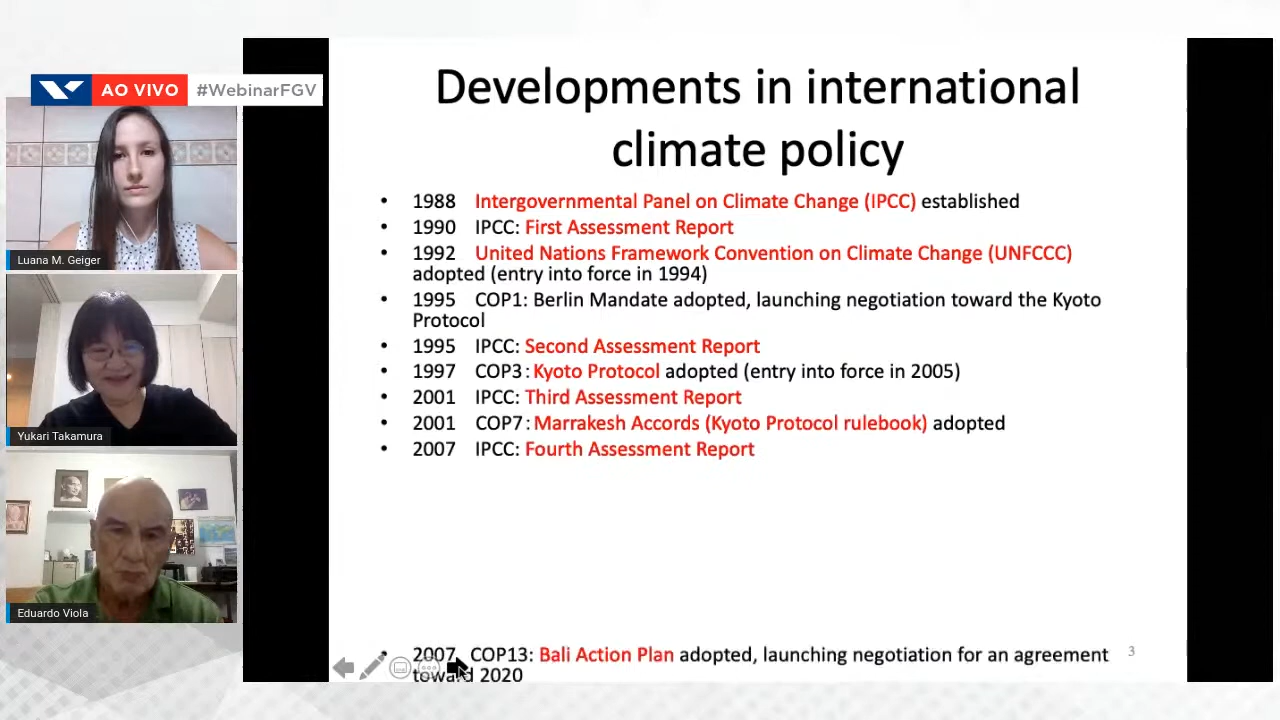 AO VIVO #WebinarFGV
Luana M. Geiger
Yukari Takamura
Eduardo Viola
Developments in international
climate policy
• 1988 Intergovernmental Panel on Climate Change (IPCC) established
• 1990 IPCC: First Assessment Report
• 1992 United Nations Framework Convention on Climate Change (UNFCCC)
adopted (entry into force in 1994)
• 1995 COP1: Berlin Mandate adopted, launching negotiation toward the Kyoto
Protocol
• 1995 IPCC: Second Assessment Report
• 1997 COP3: Kyoto Protocol adopted (entry into force in 2005)
• 2001 IPCC: Third Assessment Report
• 2001 COP7: Marrakesh Accords (Kyoto Protocol rulebook) adopted
• 2007 IPCC: Fourth Assessment Report
• 2007 COP13: Bali Action Plan adopted, launching negotiation for an agreement
toward 2020
3